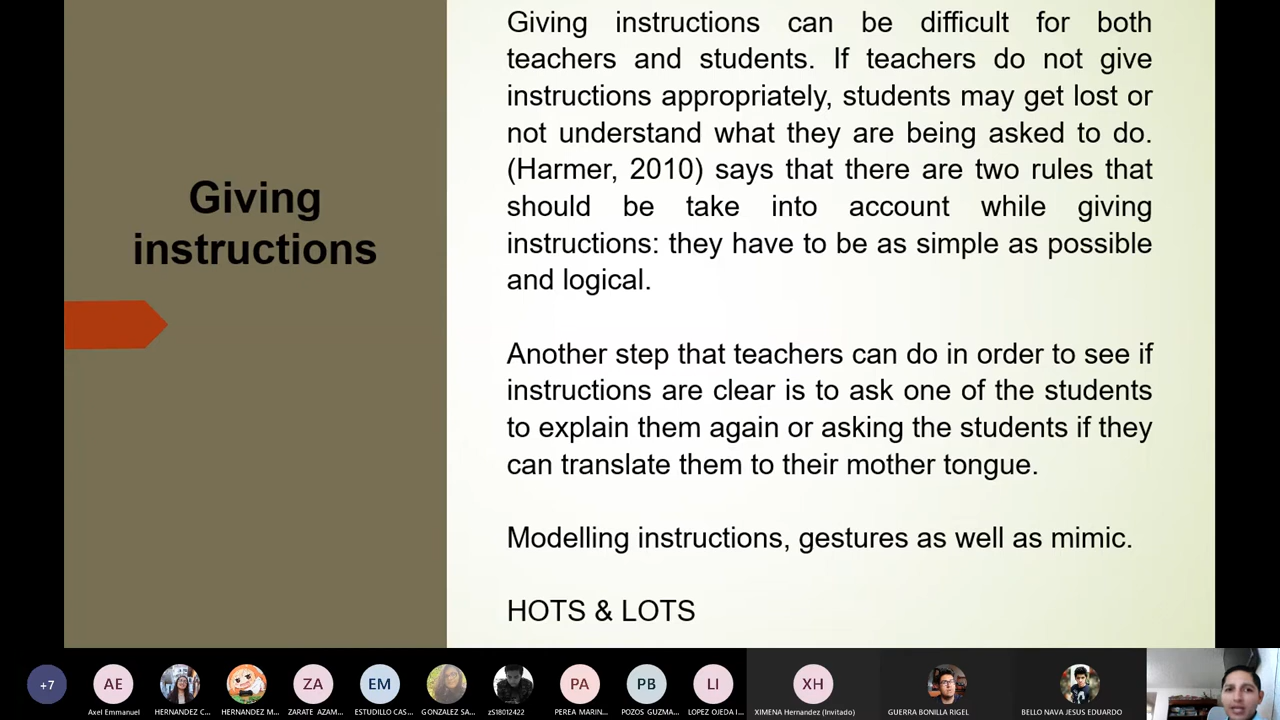 Giving
instructions
Giving instructions can be difficult for both
teachers and students. If teachers do not give
instructions appropriately, students may get lost or
not understand what they are being asked to do.
(Harmer, 2010) says that there are two rules that
should be take into account while giving
instructions: they have to be as simple as possible
and logical.
Another step that teachers can do in order to see if
instructions are clear is to ask one of the students
to explain them again or asking the students if they
can translate them to their mother tongue.
Modelling instructions, gestures as well as mimic.
HOTS & LOTS
+7
AE
ZA
EM
PA
PB
LI
XH
Axel Emmanuel
HERNANDEZ C...
HERNANDEZ M...
ZARATE AZAM...
ESTUDILLO CAS...
GONZALEZ SA...
zS18012422
PEREA MARIN...
POZOS GUZMA...
LOPEZ OJEDA I...
XIMENA Hernandez (Invitado)
GUERRA BONILLA RIGEL
BELLO NAVA JESUS EDUARDO